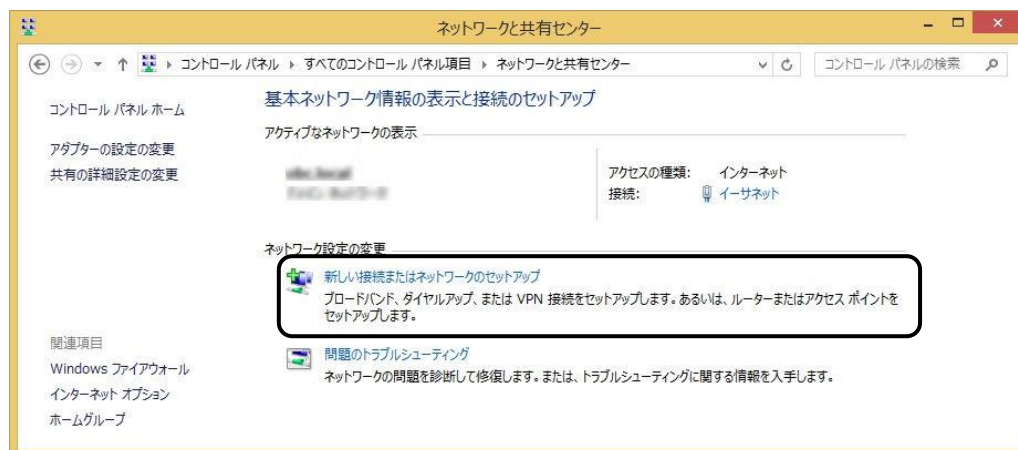 ネットワークと共有センター
コントロール パネル ▸ すべてのコントロール パネル項目 ▸ ネットワークと共有センター
コントロール パネルの検索
コントロール パネル ホーム
アダプターの設定の変更
共有の詳細設定の変更
基本ネットワーク情報の表示と接続のセットアップ
アクティブなネットワークの表示
アクセスの種類: インターネット
接続: イーサネット
ネットワーク設定の変更
新しい接続またはネットワークのセットアップ
ブロードバンド、ダイヤルアップ、または VPN 接続をセットアップします。あるいは、ルーターまたはアクセス ポイントを
セットアップします。
問題のトラブルシューティング
ネットワークの問題を診断して修復します。または、トラブルシューティングに関する情報を入手します。
関連項目
Windows ファイアウォール
インターネット オプション
ホームグループ